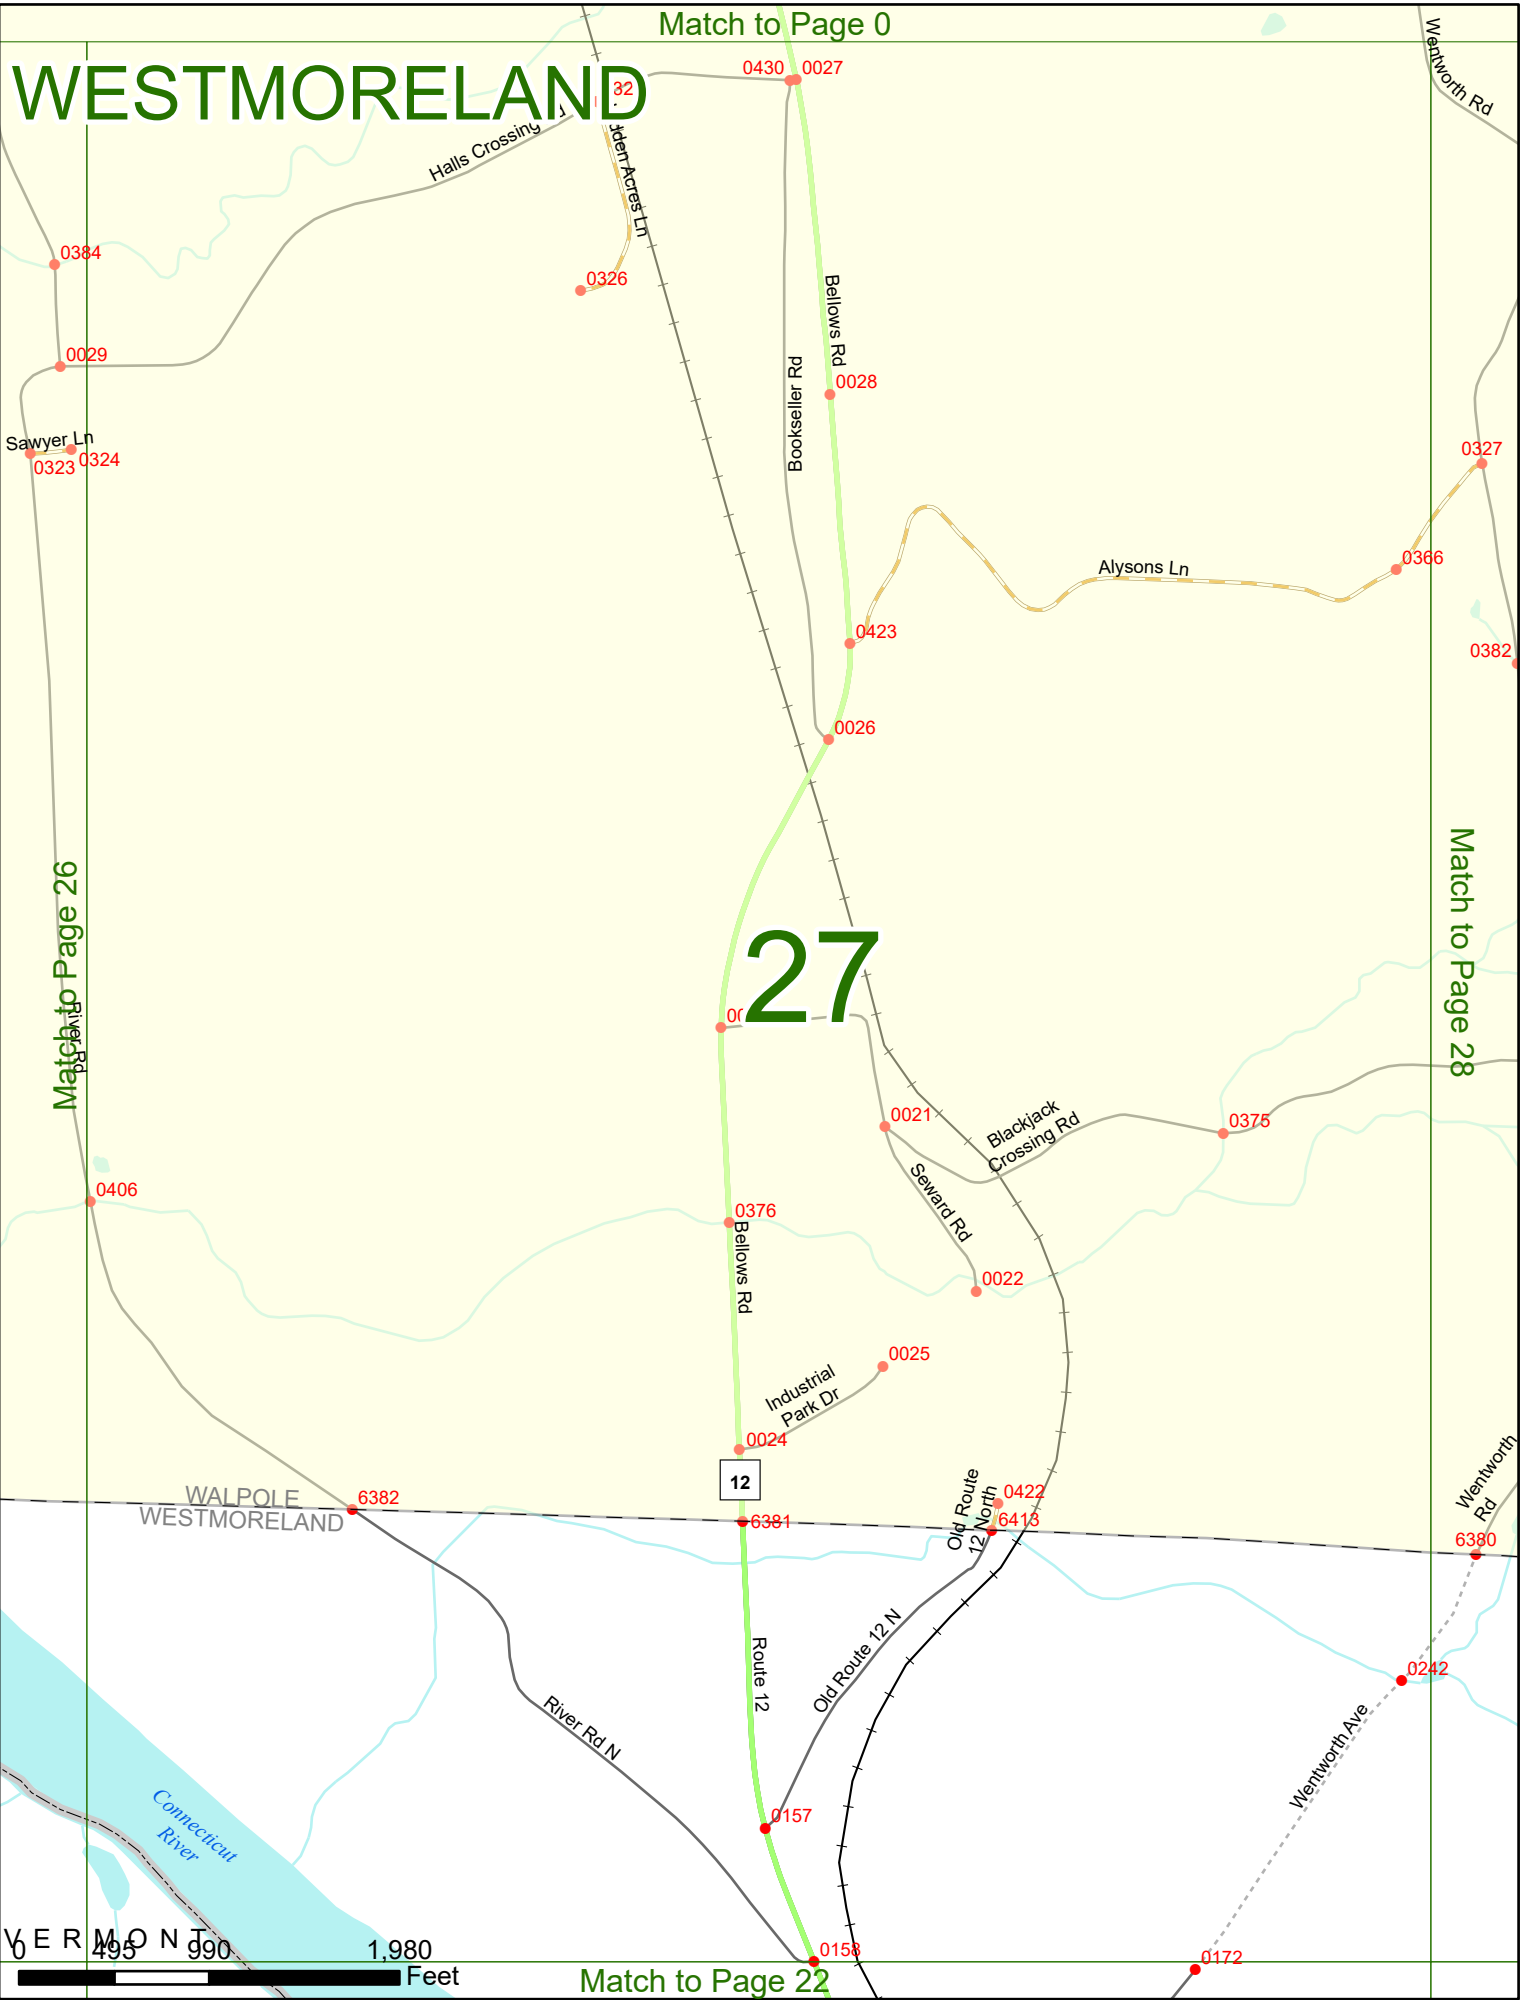 Match to Page 0
WESTMORELAND
0430
0027
Wentworth Rd
Halls Crossing
Acres Ln
0384
0326
Bellows Rd
0029
0028
Bookseller Rd
Sawyer Ln
0323
0324
0327
Alysons Ln
0366
0423
0382
0026
Match to Page 26
River Rd
27
Match to Page 28
0021
Blackjack
Crossing Rd
0375
0406
Seward Rd
0376
Bellows Rd
0022
0025
Industrial
Park Dr
0024
12
Old Route
12 North
0422
6413
Wentworth
Rd
WALPOLE
WESTMORELAND
6382
6381
6380
Route 12
Old Route 12 N
0242
River Rd N
Wentworth Ave
Connecticut
River
0157
VERMONT
0 495 990 1,980
Feet
0158
0172
Match to Page 22